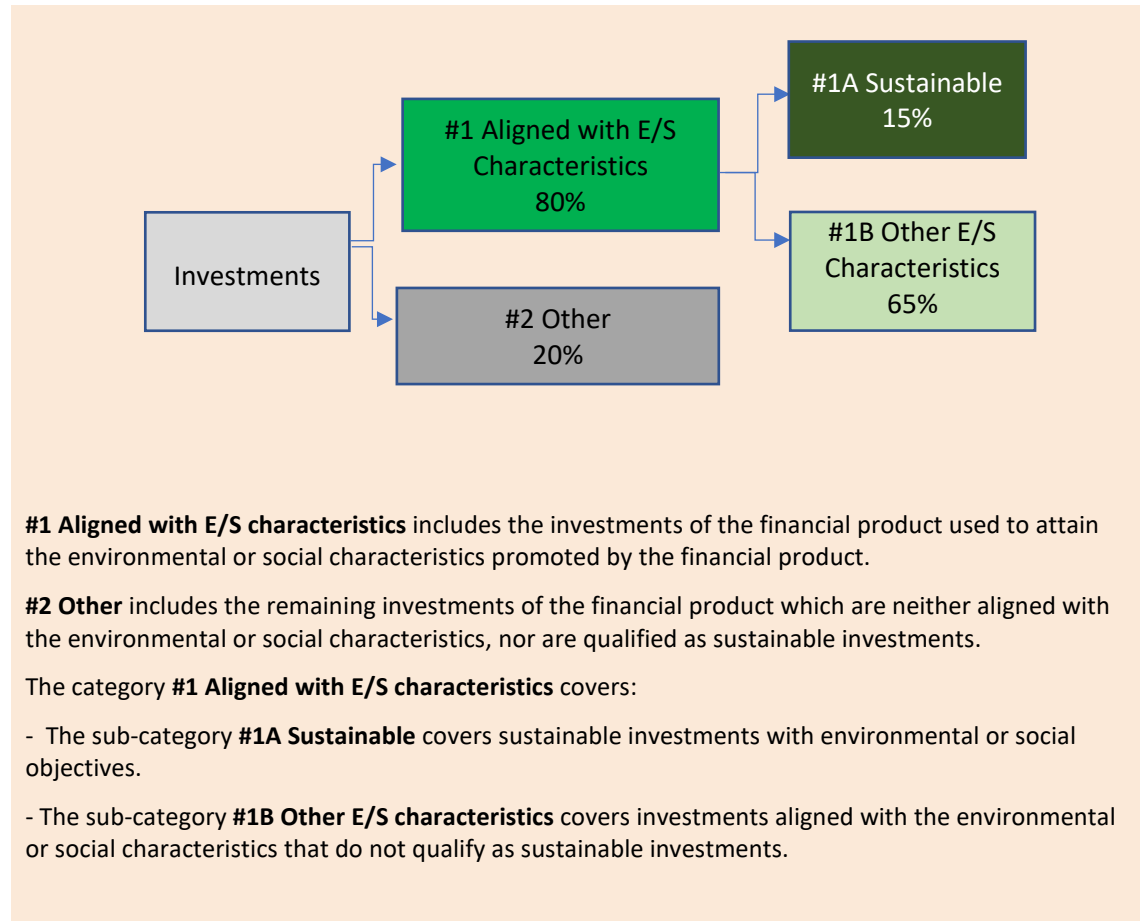 #1A Sustainable
15%
#1 Aligned with E/S
Characteristics
80%
#1B Other E/S
Characteristics
65%
Investments
#2 Other
20%
#1 Aligned with E/S characteristics includes the investments of the financial product used to attain
the environmental or social characteristics promoted by the financial product.
#2 Other includes the remaining investments of the financial product which are neither aligned with
the environmental or social characteristics, nor are qualified as sustainable investments.
The category #1 Aligned with E/S characteristics covers:
- The sub-category #1A Sustainable covers sustainable investments with environmental or social
objectives.
- The sub-category #1B Other E/S characteristics covers investments aligned with the environmental
or social characteristics that do not qualify as sustainable investments.